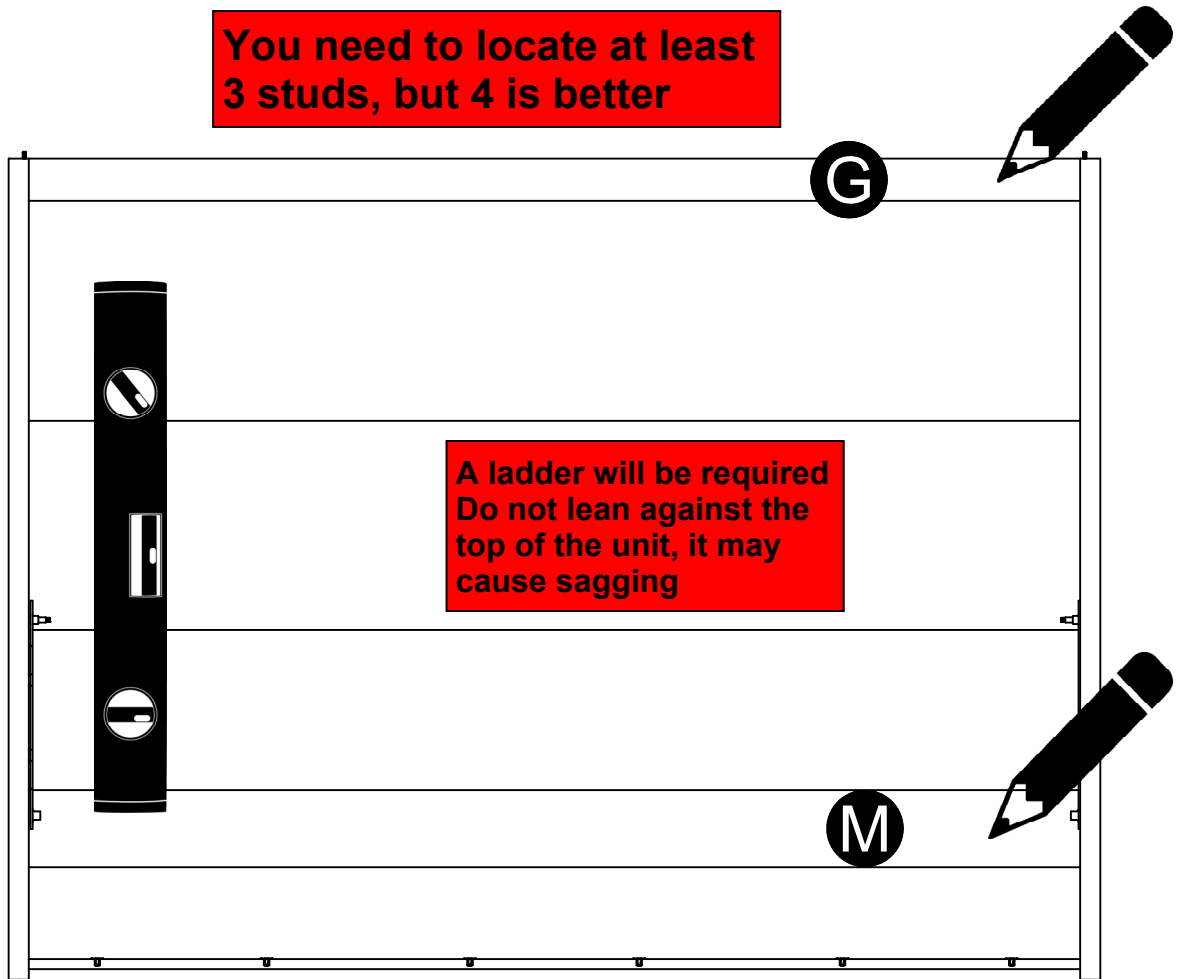 You need to locate at least
3 studs, but 4 is better
G
A ladder will be required
Do not lean against the
top of the unit, it may
cause sagging
M